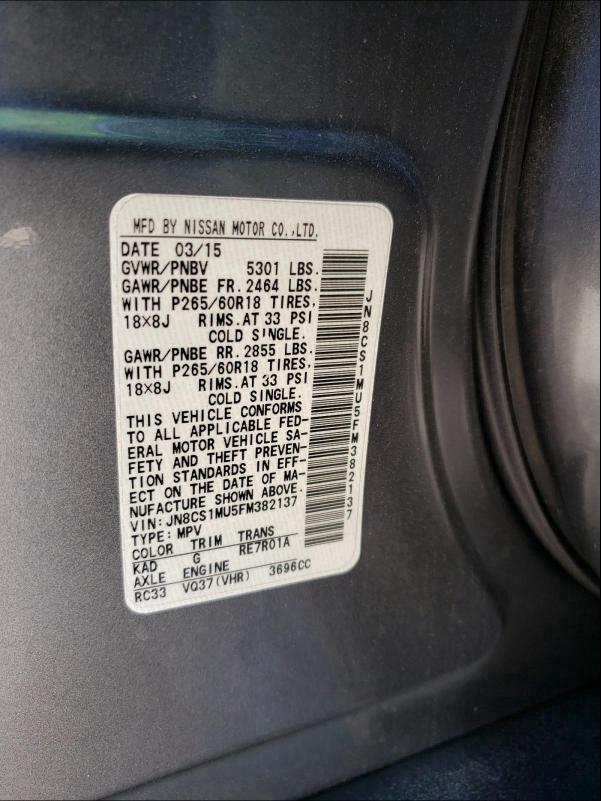 MFD BY NISSAN MOTOR CO.,LTD.
DATE 03/15
GVWR/PNBV 5301 LBS.
GAWR/PNBE FR. 2464 LBS.
WITH P265/60R18 TIRES,
18×8J RIMS.AT 33 PSI
COLD SINGLE.
GAWR/PNBE RR. 2855 LBS.
WITH P265/60R18 TIRES,
18×8J RIMS.AT 33 PSI
COLD SINGLE.
THIS VEHICLE CONFORMS
TO ALL APPLICABLE FED-
ERAL MOTOR VEHICLE SA-
FETY AND THEFT PREVEN-
TION STANDARDS IN EFF-
ECT ON THE DATE OF MA-
NUFACTURE SHOWN ABOVE.
VIN: JN8CS1MU5FM382137
TYPE: MPV
COLOR TRIM TRANS
KAD G RE7R01A
AXLE ENGINE
RC33 VQ37(VHR) 3696CC
JN8CS1MU5FM382137